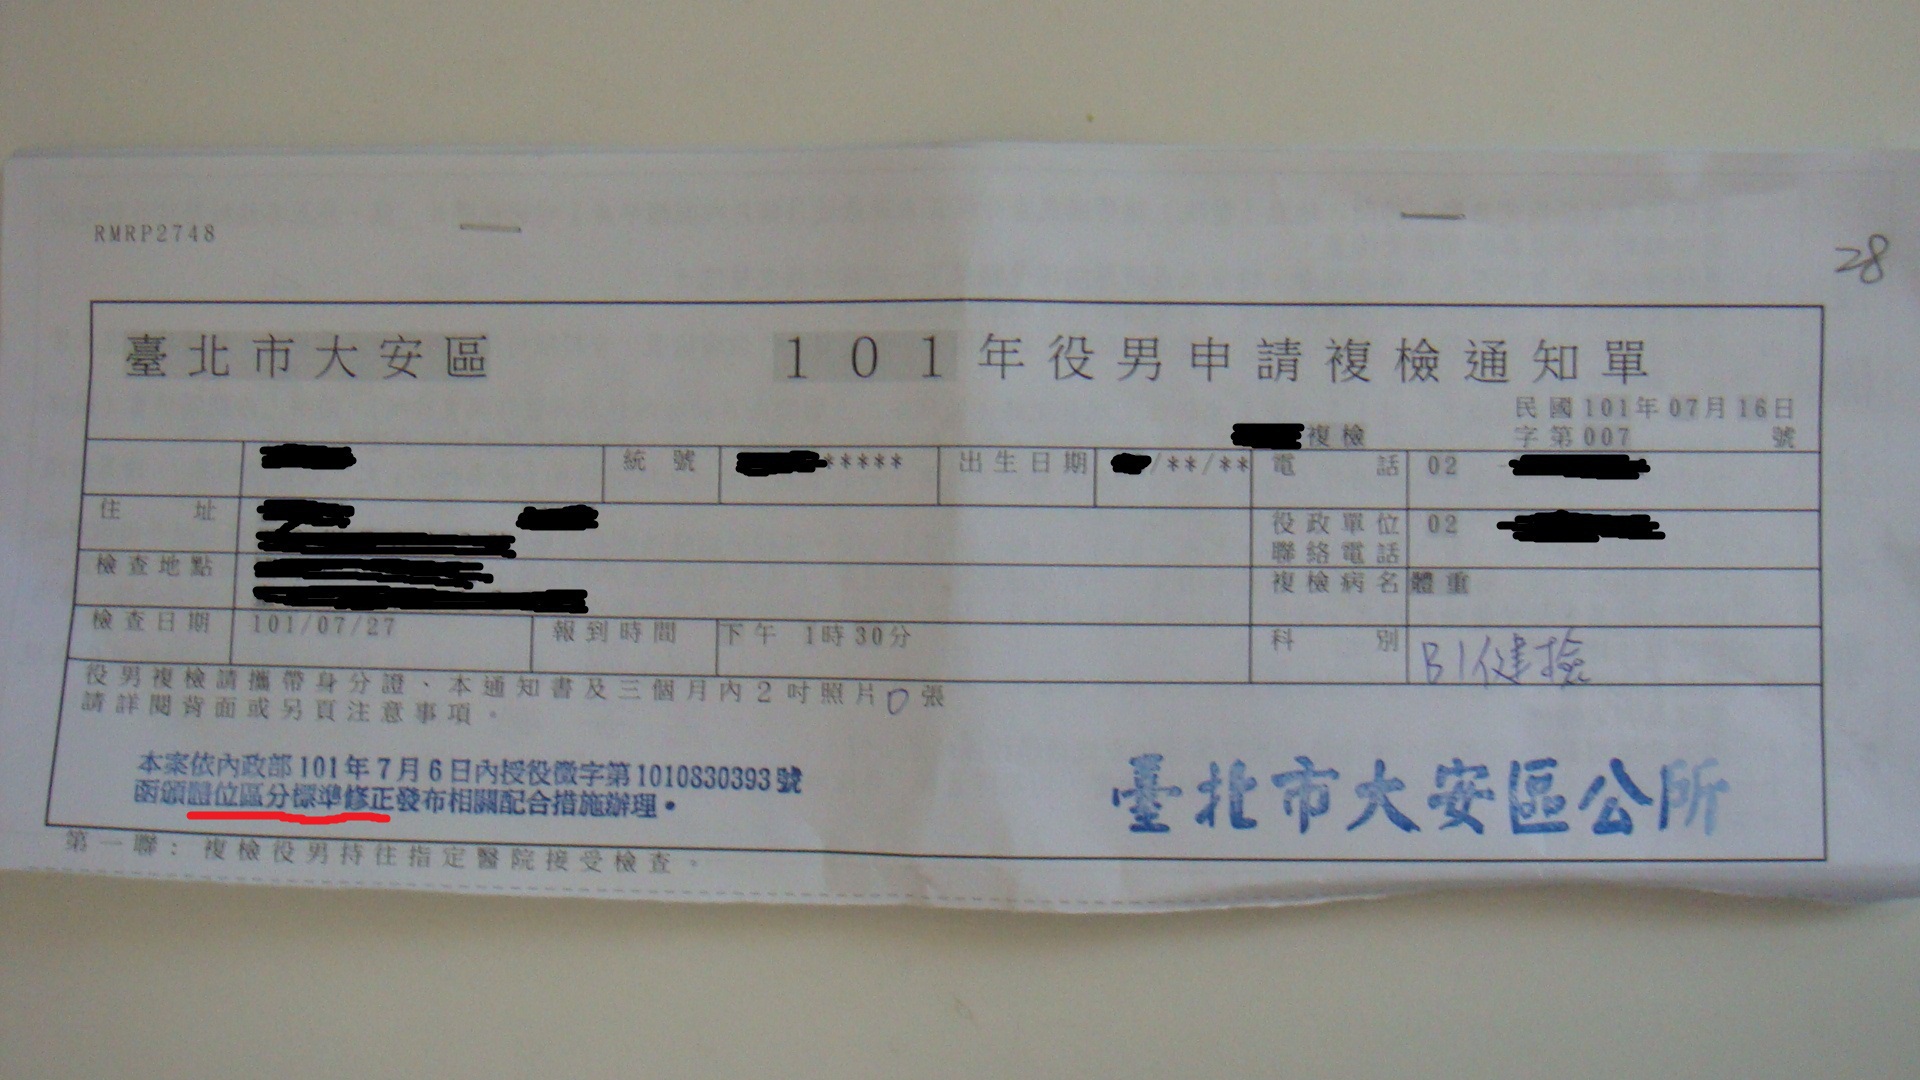 RMRP2748
28
臺北市大安區 101年役男申請複檢通知單
民國101年07月16日
複檢 字第007 號
統號 ***** 出生日期 /**/** 電話 02
住址 役政單位聯絡電話 02
檢查地點 複檢病名 體重
檢查日期 101/07/27 報到時間 下午 1時30分 科別 B1健檢
役男複檢請攜帶身分證、本通知書及三個月內2吋照片0張
請詳閱背面或另頁注意事項。
本案依內政部101年7月6日內授役徵字第1010830393號
函頒體位區分標準修正發布相關配合措施辦理。
臺北市大安區公所
第一聯：複檢役男持往指定醫院接受檢查。